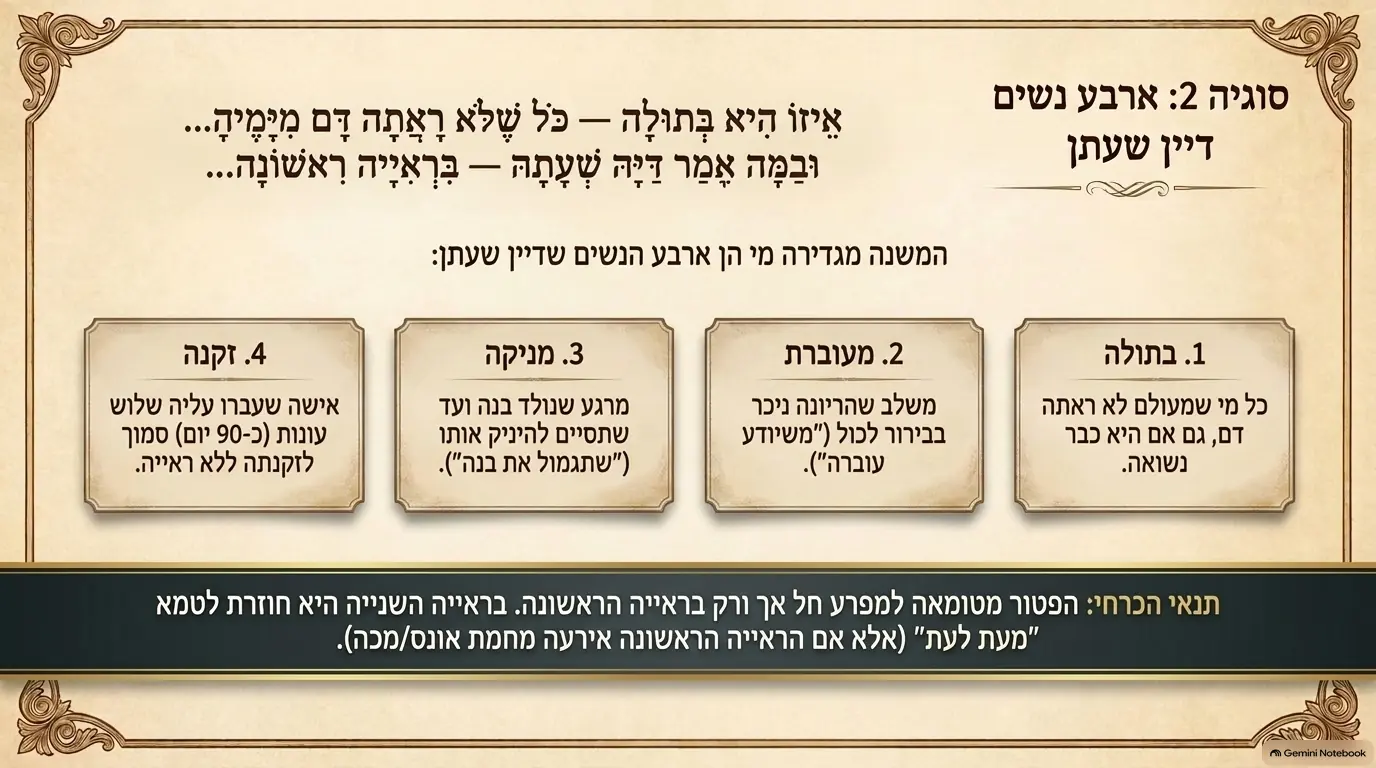 סוגיה 2: ארבע נשים
דיין שעתן
אֵיזוֹ הִיא בְּתוּלָה — כֹּל שֶׁלֹּא רָאֲתָה דָּם מִיָּמֶיהָ...
וּבַמָּה אֲמַר דַּיָּהּ שְׁעָתָהּ — בִּרְאִיָּיה רִאשׁוֹנָה...
המשנה מגדירה מי הן ארבע הנשים שדיין שעתן:
1. בתולה
כל מי שמעולם לא ראתה
דם, גם אם היא כבר
נשואה.
2. מעוברת
משלב שהריונה ניכר
בבירור לכול ("משיודע
עוברה").
3. מניקה
מרגע שנולד בנה ועד
שתסיים להיניק אותו
("שתגמול את בנה").
4. זקנה
אישה שעברו עליה שלוש
עונות (כ-90 יום) סמוך
לזקנתה ללא ראייה.
תנאי הכרחי: הפטור מטומאה למפרע חל אך ורק בראייה הראשונה. בראייה השנייה היא חוזרת לטמא
"מעת לעת" (אלא אם הראייה הראשונה אירעה מחמת אונס/מכה).
Gemini Notebook